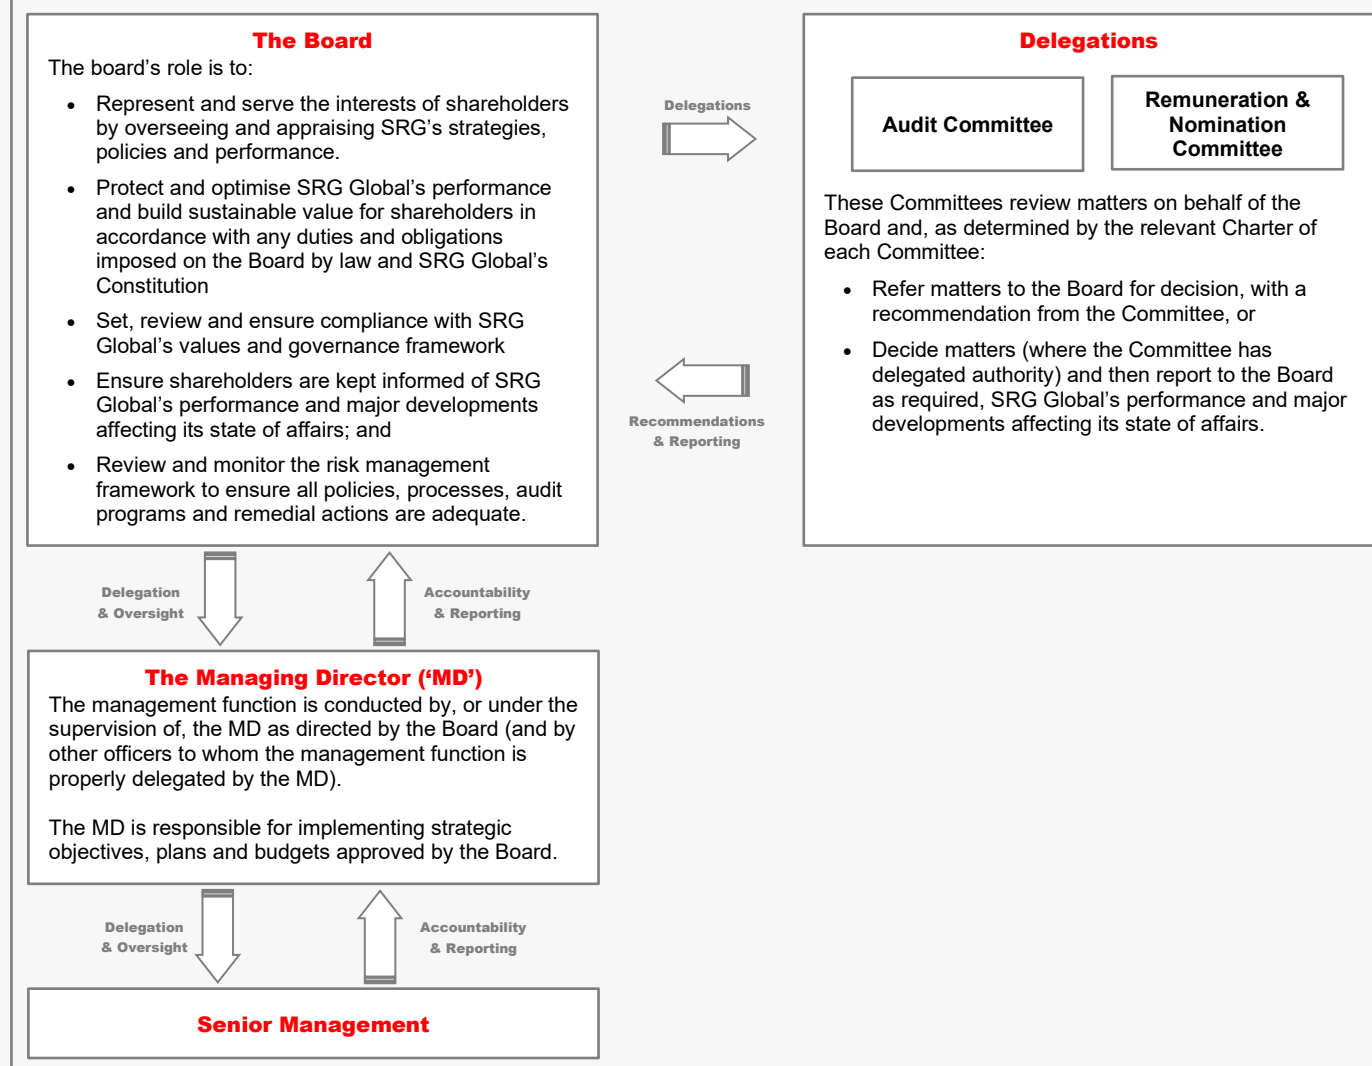 The Board
The board’s role is to:
• Represent and serve the interests of shareholders
by overseeing and appraising SRG’s strategies,
policies and performance.
• Protect and optimise SRG Global’s performance
and build sustainable value for shareholders in
accordance with any duties and obligations
imposed on the Board by law and SRG Global’s
Constitution
• Set, review and ensure compliance with SRG
Global’s values and governance framework
• Ensure shareholders are kept informed of SRG
Global’s performance and major developments
affecting its state of affairs; and
• Review and monitor the risk management
framework to ensure all policies, processes, audit
programs and remedial actions are adequate.
Delegations
Recommendations
& Reporting
Delegations
Audit Committee
Remuneration &
Nomination
Committee
These Committees review matters on behalf of the
Board and, as determined by the relevant Charter of
each Committee:
• Refer matters to the Board for decision, with a
recommendation from the Committee, or
• Decide matters (where the Committee has
delegated authority) and then report to the Board
as required, SRG Global’s performance and major
developments affecting its state of affairs.
Delegation
& Oversight
Accountability
& Reporting
The Managing Director (‘MD’)
The management function is conducted by, or under the
supervision of, the MD as directed by the Board (and by
other officers to whom the management function is
properly delegated by the MD).
The MD is responsible for implementing strategic
objectives, plans and budgets approved by the Board.
Delegation
& Oversight
Accountability
& Reporting
Senior Management